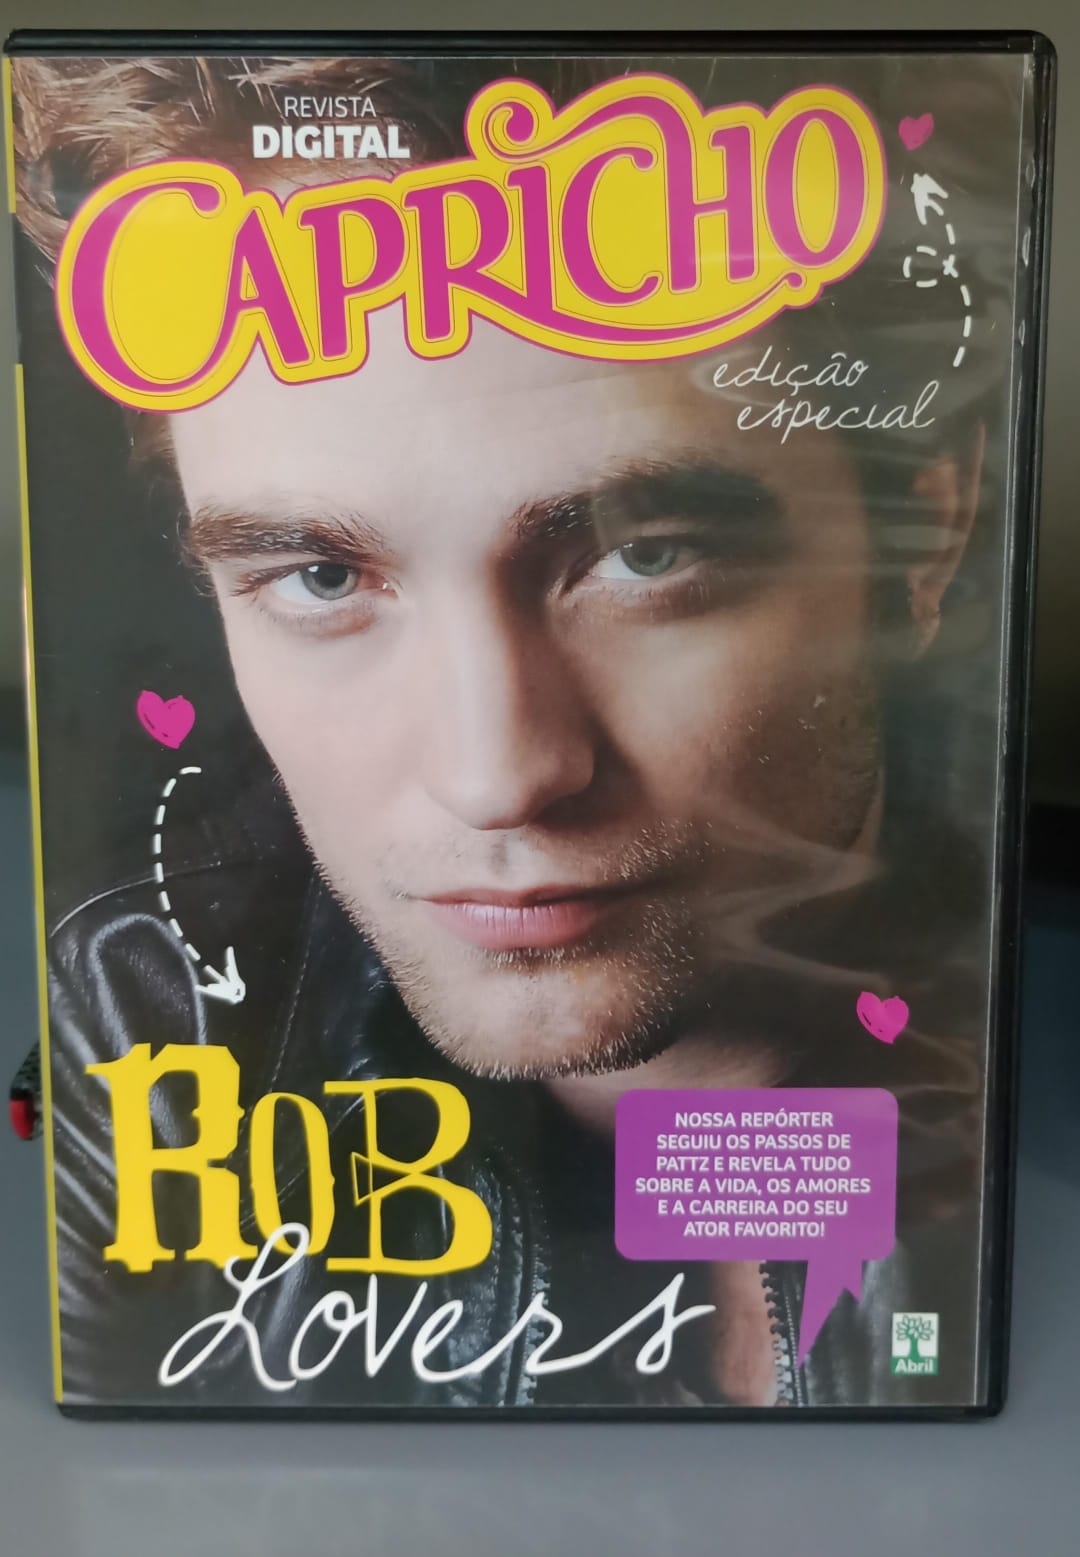 REVISTA
DIGITAL
CAPRICHO
edição
especial
ROB
Lovers
NOSSA REPÓRTER
SEGUIU OS PASSOS DE
PATTZ E REVELA TUDO
SOBRE A VIDA, OS AMORES
E A CARREIRA DO SEU
ATOR FAVORITO!
Abril